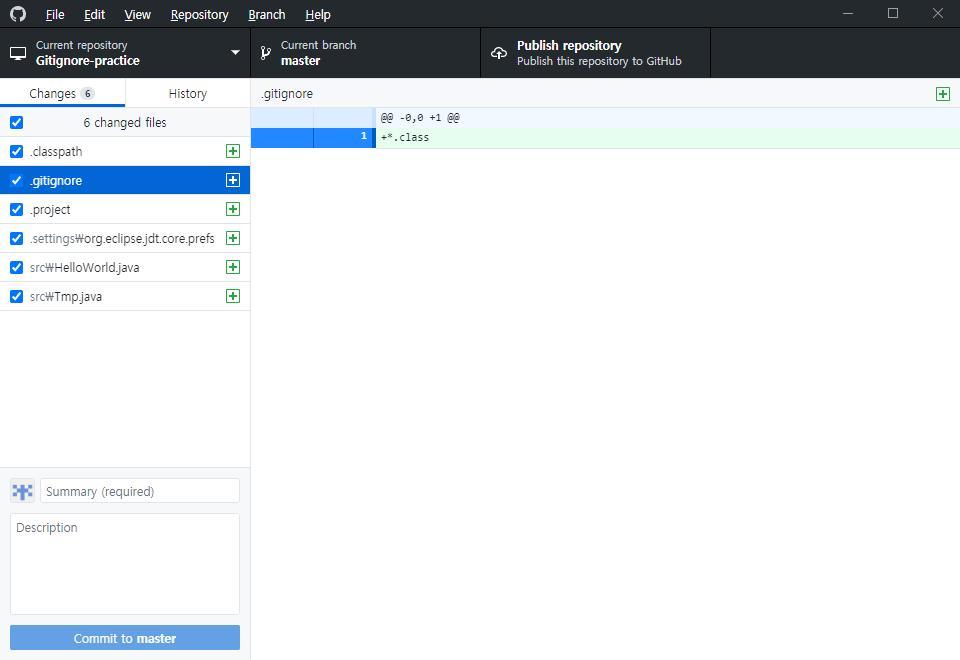 File Edit View Repository Branch Help
Current repository
Gitignore-practice
Current branch
master
Publish repository
Publish this repository to GitHub
Changes 6 History
6 changed files
.classpath
.gitignore
.project
.settings₩org.eclipse.jdt.core.prefs
src₩HelloWorld.java
src₩Tmp.java
Summary (required)
Description
Commit to master
.gitignore
@@ -0,0 +1 @@
1 +*.class